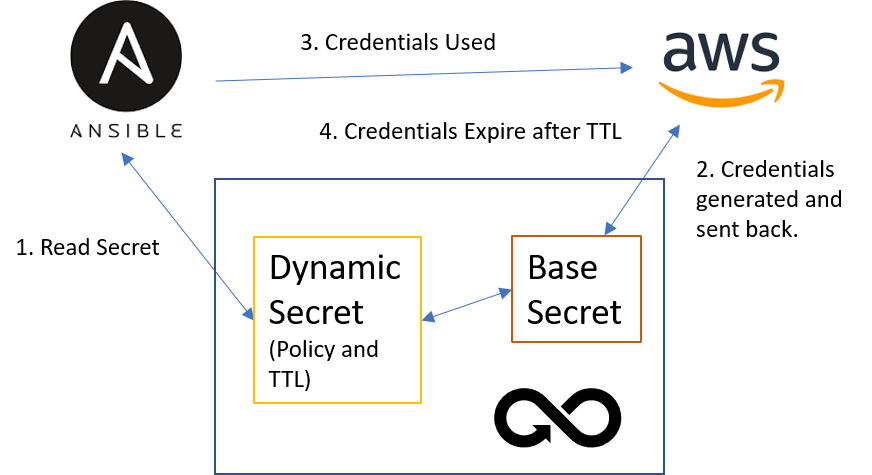 3. Credentials Used
aws
ANSIBLE
4. Credentials Expire after TTL
2. Credentials
generated and
sent back.
1. Read Secret
Dynamic
Secret
(Policy and
TTL)
Base
Secret